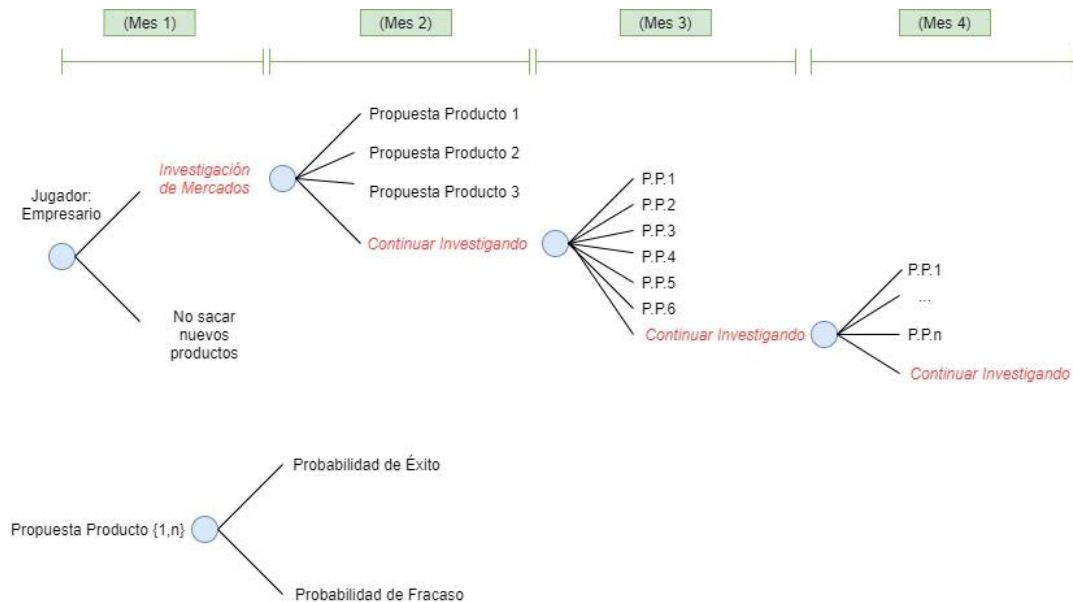 (Mes 1)
(Mes 2)
(Mes 3)
(Mes 4)
Jugador:
Empresario
Investigación
de Mercados
No sacar
nuevos
productos
Propuesta Producto 1
Propuesta Producto 2
Propuesta Producto 3
Continuar Investigando
P.P.1
P.P.2
P.P.3
P.P.4
P.P.5
P.P.6
Continuar Investigando
P.P.1
...
P.P.n
Continuar Investigando
Propuesta Producto {1,n}
Probabilidad de Éxito
Probabilidad de Fracaso